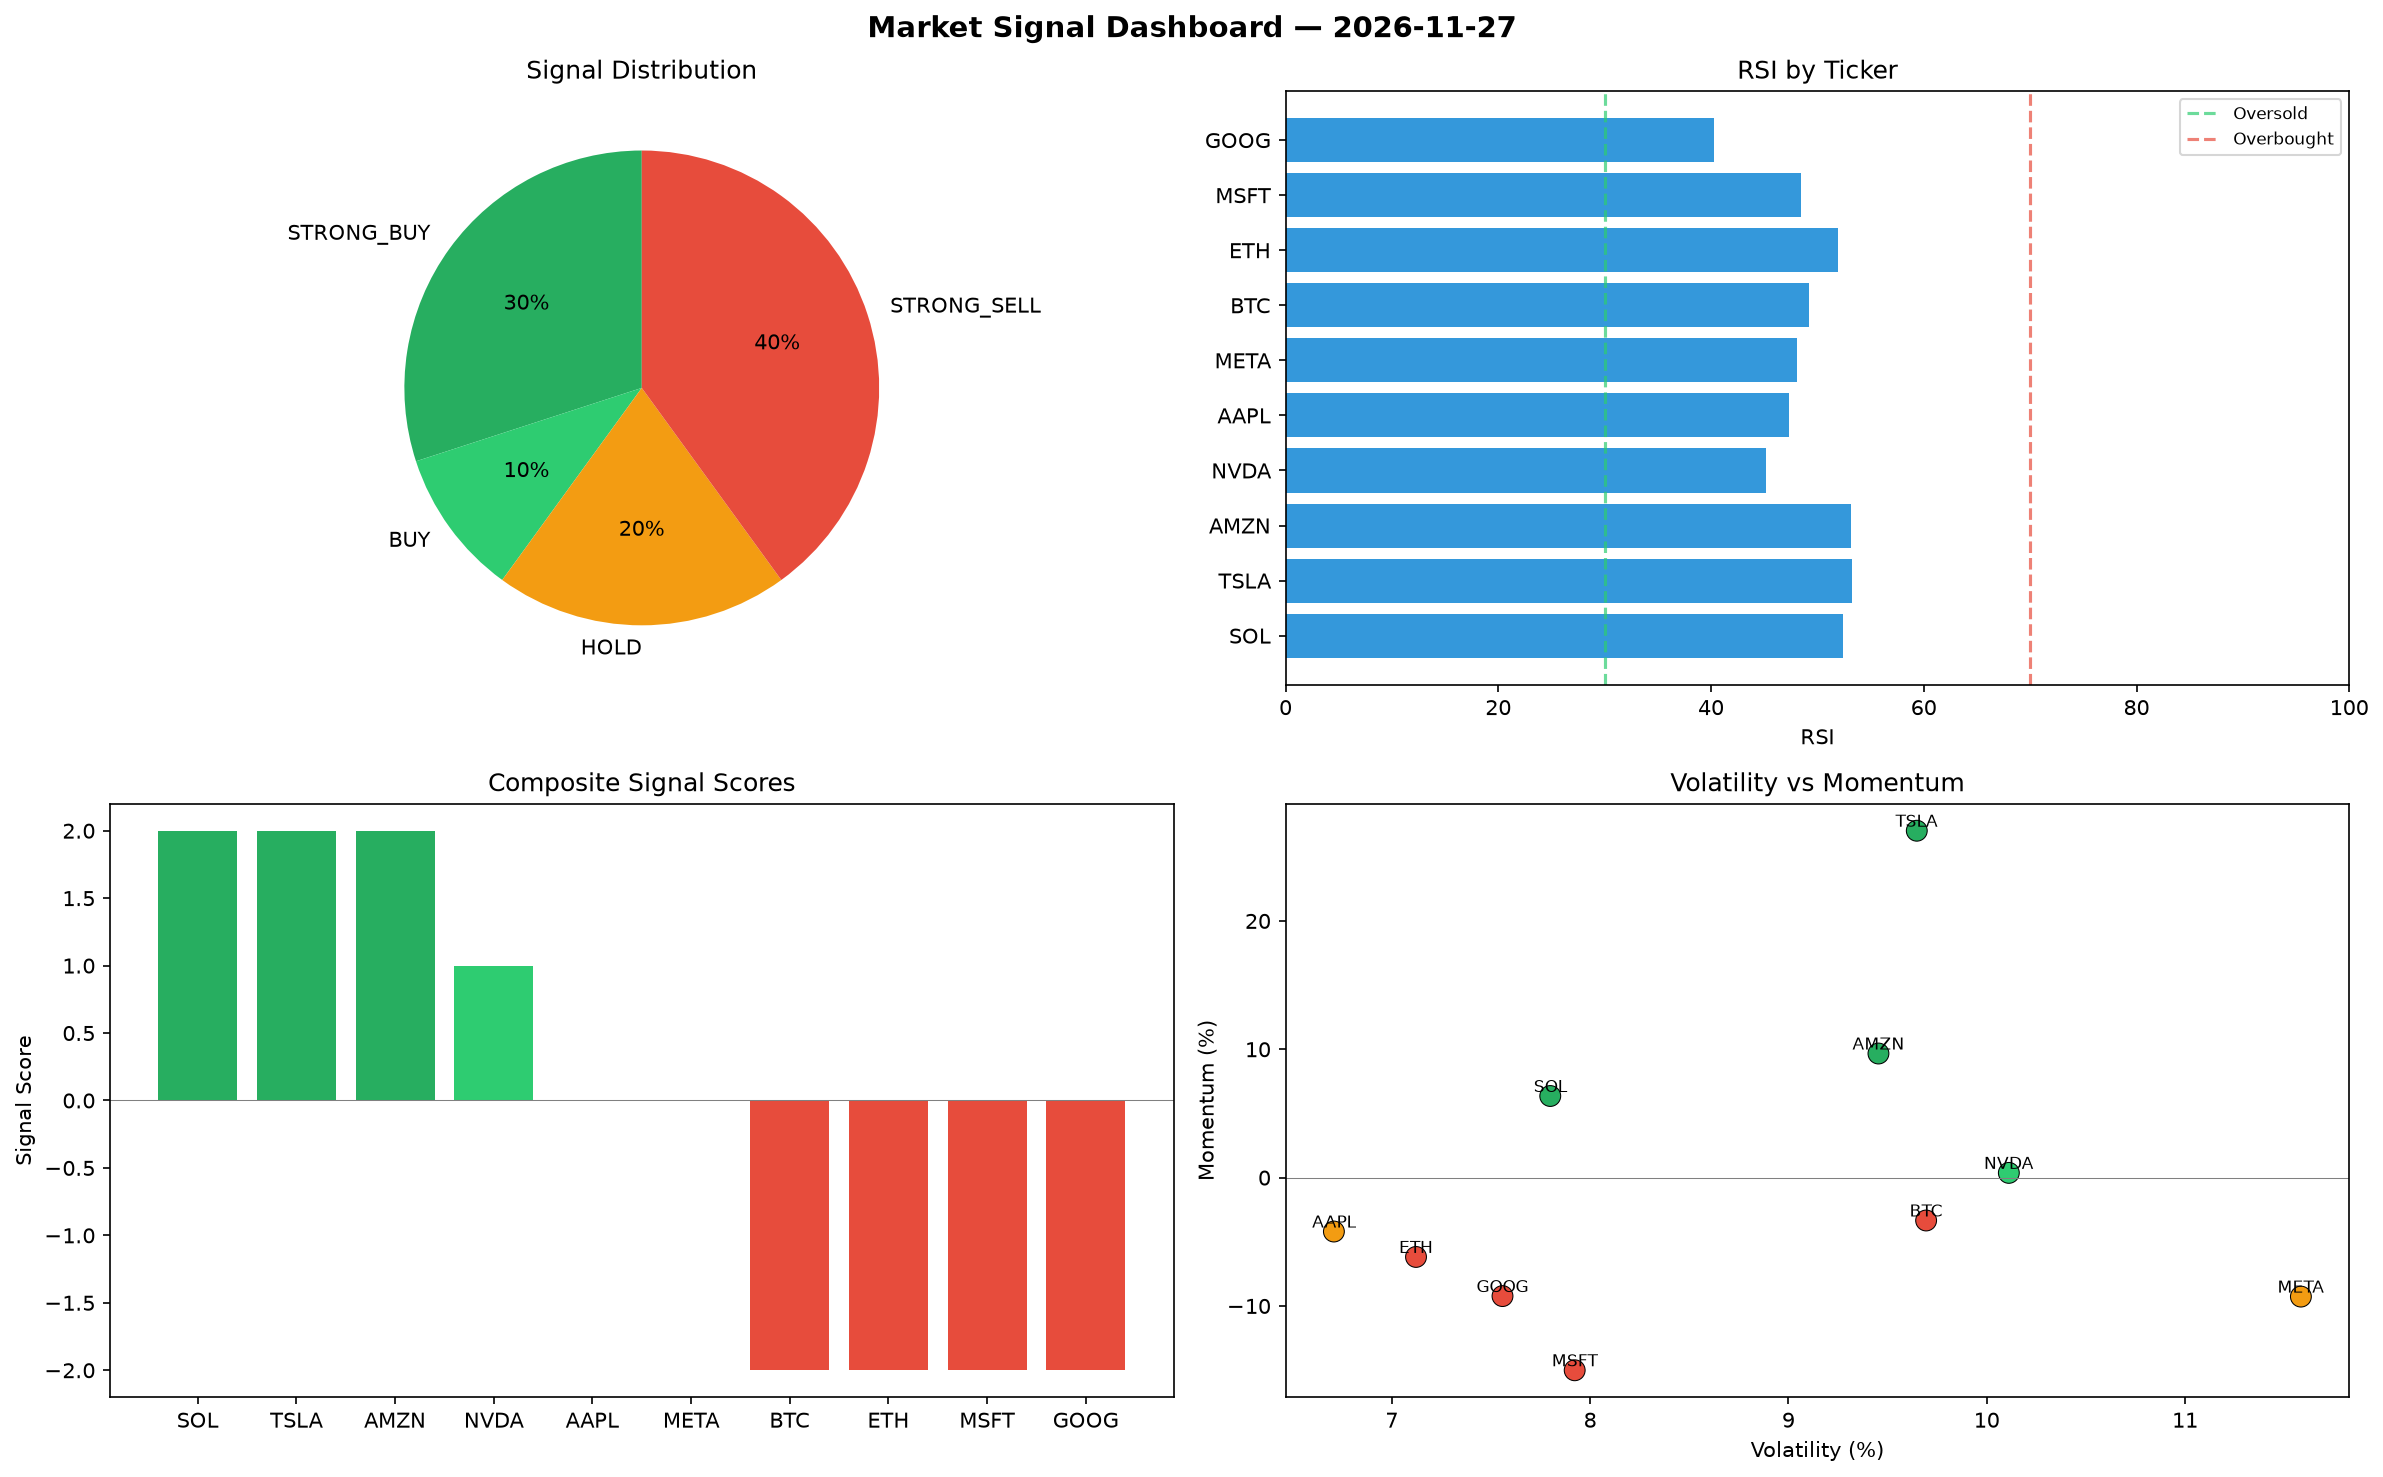 Market Signal Dashboard — 2026-11-27
Signal Distribution
STRONG_BUY
30%
STRONG_SELL
40%
10%
BUY
20%
HOLD
RSI by Ticker
Oversold
Overbought
GOOG
MSFT
ETH
BTC
META
AAPL
NVDA
AMZN
TSLA
SOL
0 20 40 60 80 100
RSI
Composite Signal Scores
Signal Score
2.0
1.5
1.0
0.5
0.0
−0.5
−1.0
−1.5
−2.0
SOL TSLA AMZN NVDA AAPL META BTC ETH MSFT GOOG
Volatility vs Momentum
Momentum (%)
20
10
0
−10
TSLA
AMZN
SOL
NVDA
BTC
AAPL
ETH
GOOG
META
MSFT
7 8 9 10 11
Volatility (%)